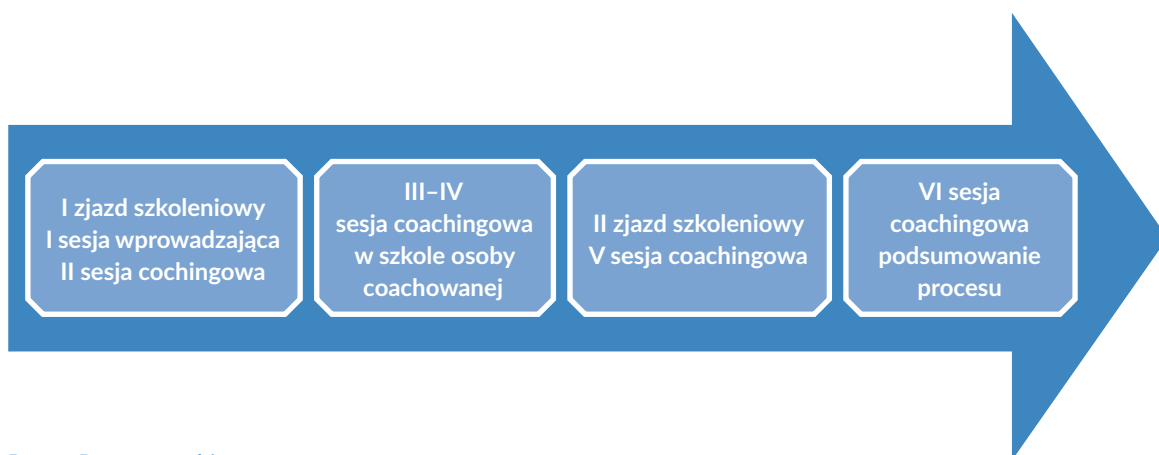 I zjazd szkoleniowy
I sesja wprowadzająca
II sesja cochingowa
III–IV
sesja coachingowa
w szkole osoby
coachowanej
II zjazd szkoleniowy
V sesja coachingowa
VI sesja
coachingowa
podsumowanie
procesu